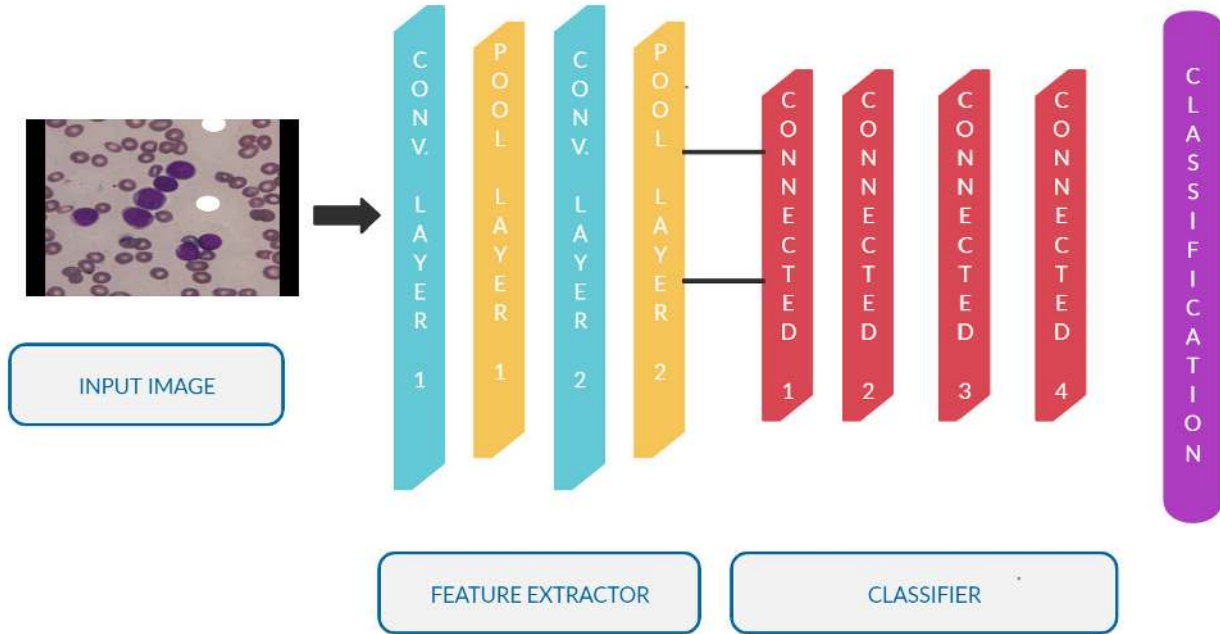 CONV. LAYER 1
POOL LAYER 1
CONV. LAYER 2
POOL LAYER 2
CONNECTED 1
CONNECTED 2
CONNECTED 3
CONNECTED 4
CLASSIFICATION
INPUT IMAGE
FEATURE EXTRACTOR
CLASSIFIER